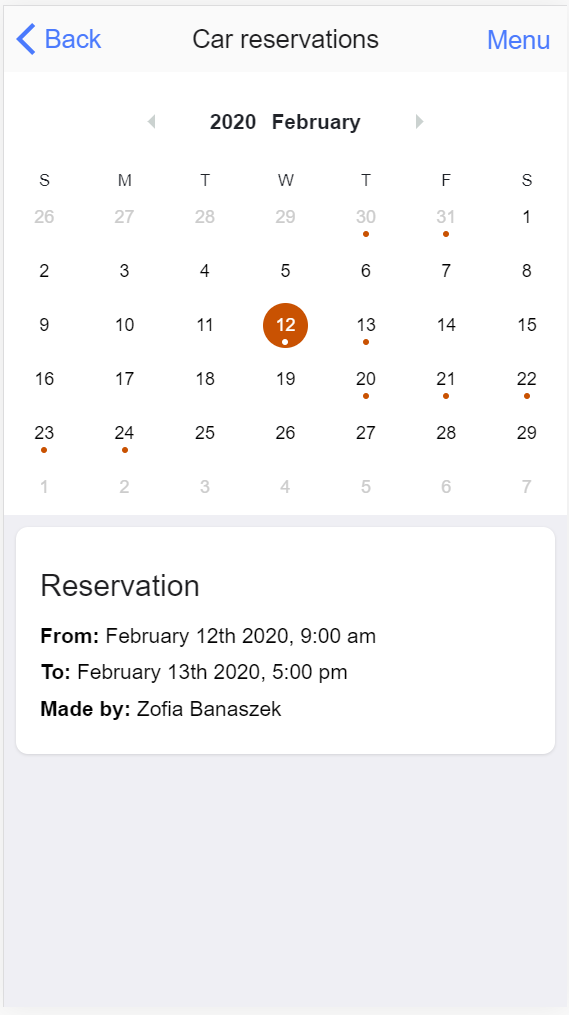 Back Car reservations Menu
2020 February
S M T W T F S
26 27 28 29 30 31 1
2 3 4 5 6 7 8
9 10 11 12 13 14 15
16 17 18 19 20 21 22
23 24 25 26 27 28 29
1 2 3 4 5 6 7
Reservation
From: February 12th 2020, 9:00 am
To: February 13th 2020, 5:00 pm
Made by: Zofia Banaszek